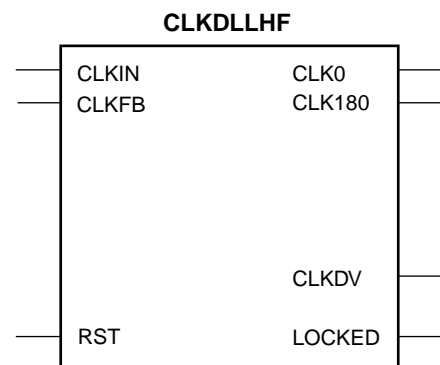 CLKDLLHF
CLKIN CLK0
CLKFB CLK180
CLKDV
RST LOCKED